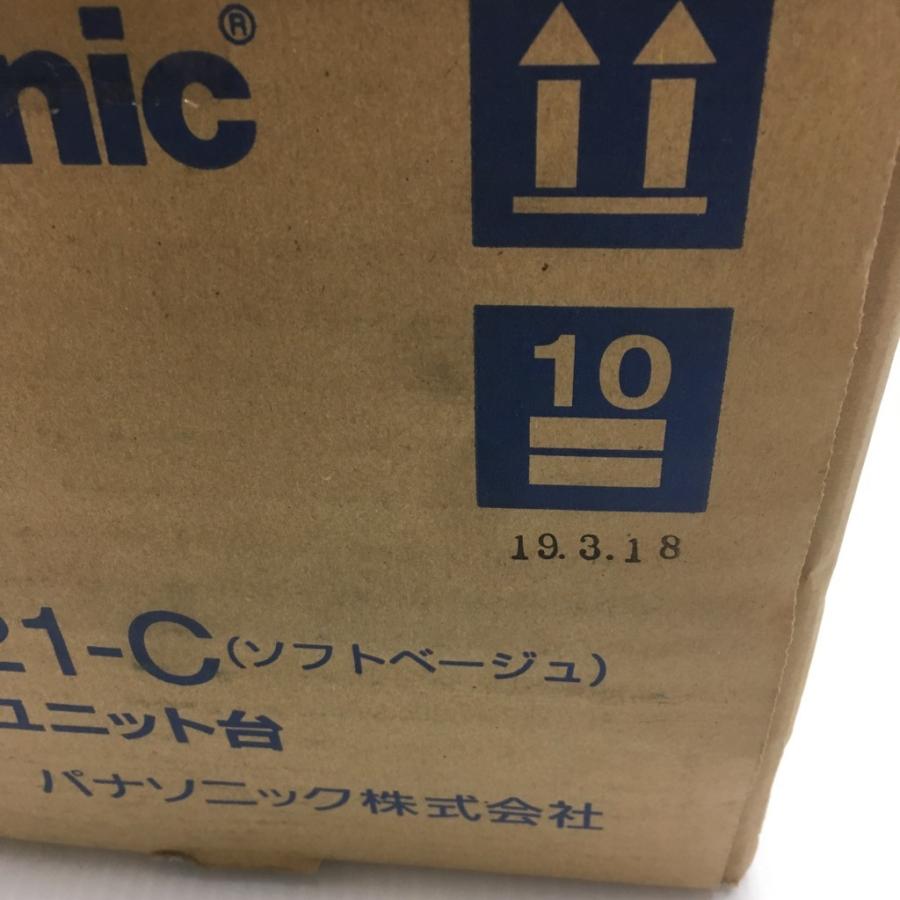 nic®
10
19.3.18
21-C(ソフトベージュ)
ユニット台
パナソニック株式会社